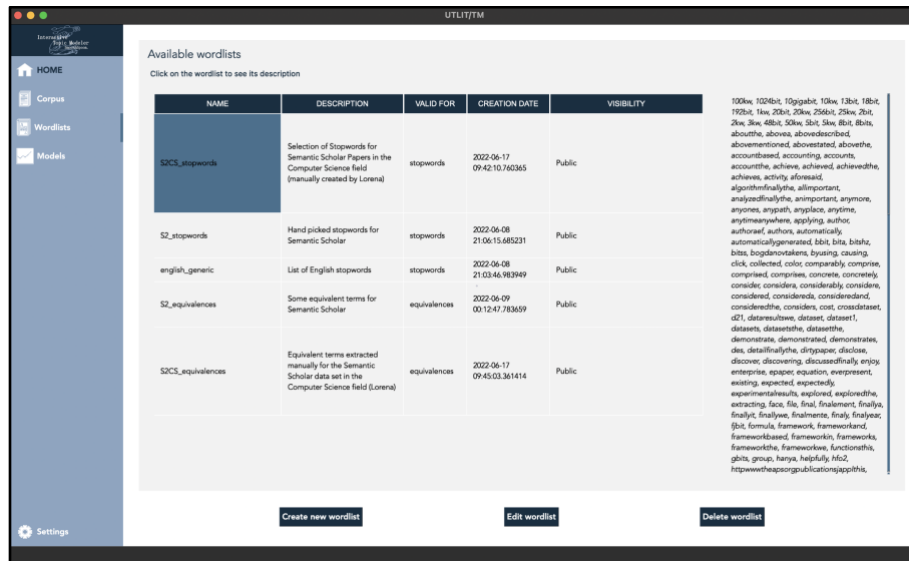 UTLIT/TM
Interactive
Topic Modeler
HOME
Corpus
Wordlists
Models
Settings
Available wordlists
Click on the wordlist to see its description
NAME DESCRIPTION VALID FOR CREATION DATE VISIBILITY
S2CS_stopwords
Selection of Stopwords for
Semantic Scholar Papers in the
Computer Science field
(manually created by Lorena)
stopwords
2022-06-17
09:42:10.760365
Public
S2_stopwords
Hand picked stopwords for
Semantic Scholar
stopwords
2022-06-08
21:06:15.685231
Public
english_generic
List of English stopwords
stopwords
2022-06-08
21:03:46.983949
Public
S2_equivalences
Some equivalent terms for
Semantic Scholar
equivalences
2022-06-09
00:12:47.783659
Public
S2CS_equivalences
Equivalent terms extracted
manually for the Semantic
Scholar data set in the
Computer Science field (Lorena)
equivalences
2022-06-17
09:45:03.361414
Public
100kw, 1024bit, 10gigabit, 10kw, 13bit, 18bit,
192bit, 1kw, 20bit, 20kw, 256bit, 25kw, 2bit,
2kw, 3kw, 48bit, 50kw, 5bit, 5kw, 8bit, 8bits,
aboutthe, abovea, abovedescribed,
abovementioned, abovestated, abovethe,
accountbased, accounting, accounts,
accountthe, achieve, achieved, achievedthe,
achieves, activity, aforesaid,
algorithmfinallythe, allimportant,
analyzedfinallythe, animportant, anymore,
anyones, anypath, anyplace, anytime,
anytimeanywhere, applying, author,
authoraef, authors, automatically,
automaticallygenerated, bbit, bita, bitshz,
bitss, bogdanovtakens, byusing, causing,
click, collected, color, comparably, comprise,
comprised, comprises, concrete, concretely,
consider, considera, considerably, considere,
considered, considereda, consideredand,
consideredthe, considers, cost, crossdataset,
d21, dataresultswe, dataset, dataset1,
datasets, datasetsthe, datasetthe,
demonstrate, demonstrated, demonstrates,
des, detailfinallythe, dirtypaper, disclose,
discover, discovering, discussedfinally, enjoy,
enterprise, epaper, equation, everpresent,
existing, expected, expectedly,
experimentalresults, explored, exploredthe,
extracting, face, file, final, finalement, finallya,
finallyit, finallywe, finalmente, finaly, finalyear,
fjbit, formula, framework, frameworkand,
frameworkbased, frameworkin, frameworks,
frameworkthe, frameworkwe, functionsthis,
gbits, group, hanya, helpfully, hfo2,
httpwwwtheapsorgpublicationsjapplthis,
Create new wordlist
Edit wordlist
Delete wordlist